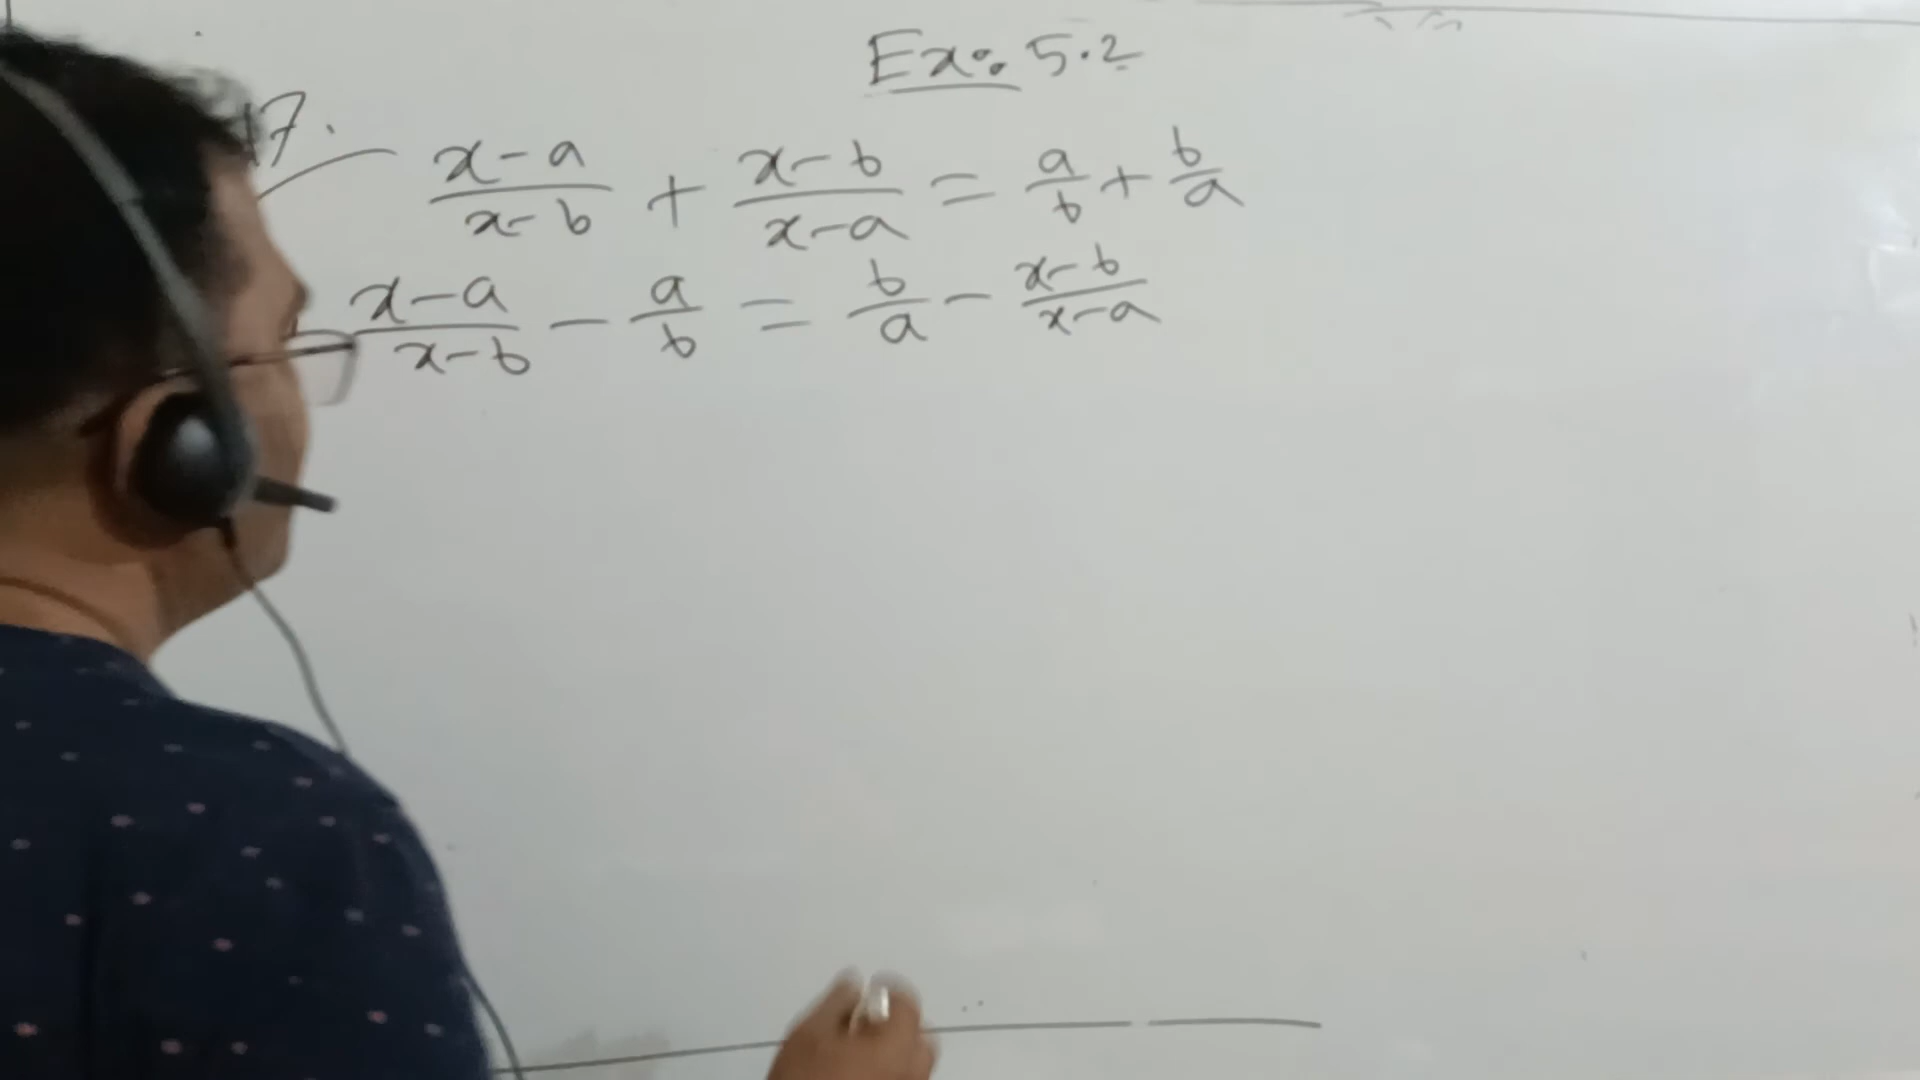 Ex: 5.2
17.
x-a/x-b + x-b/x-a = a/b + b/a
x-a/x-b - a/b = b/a - x-b/x-a